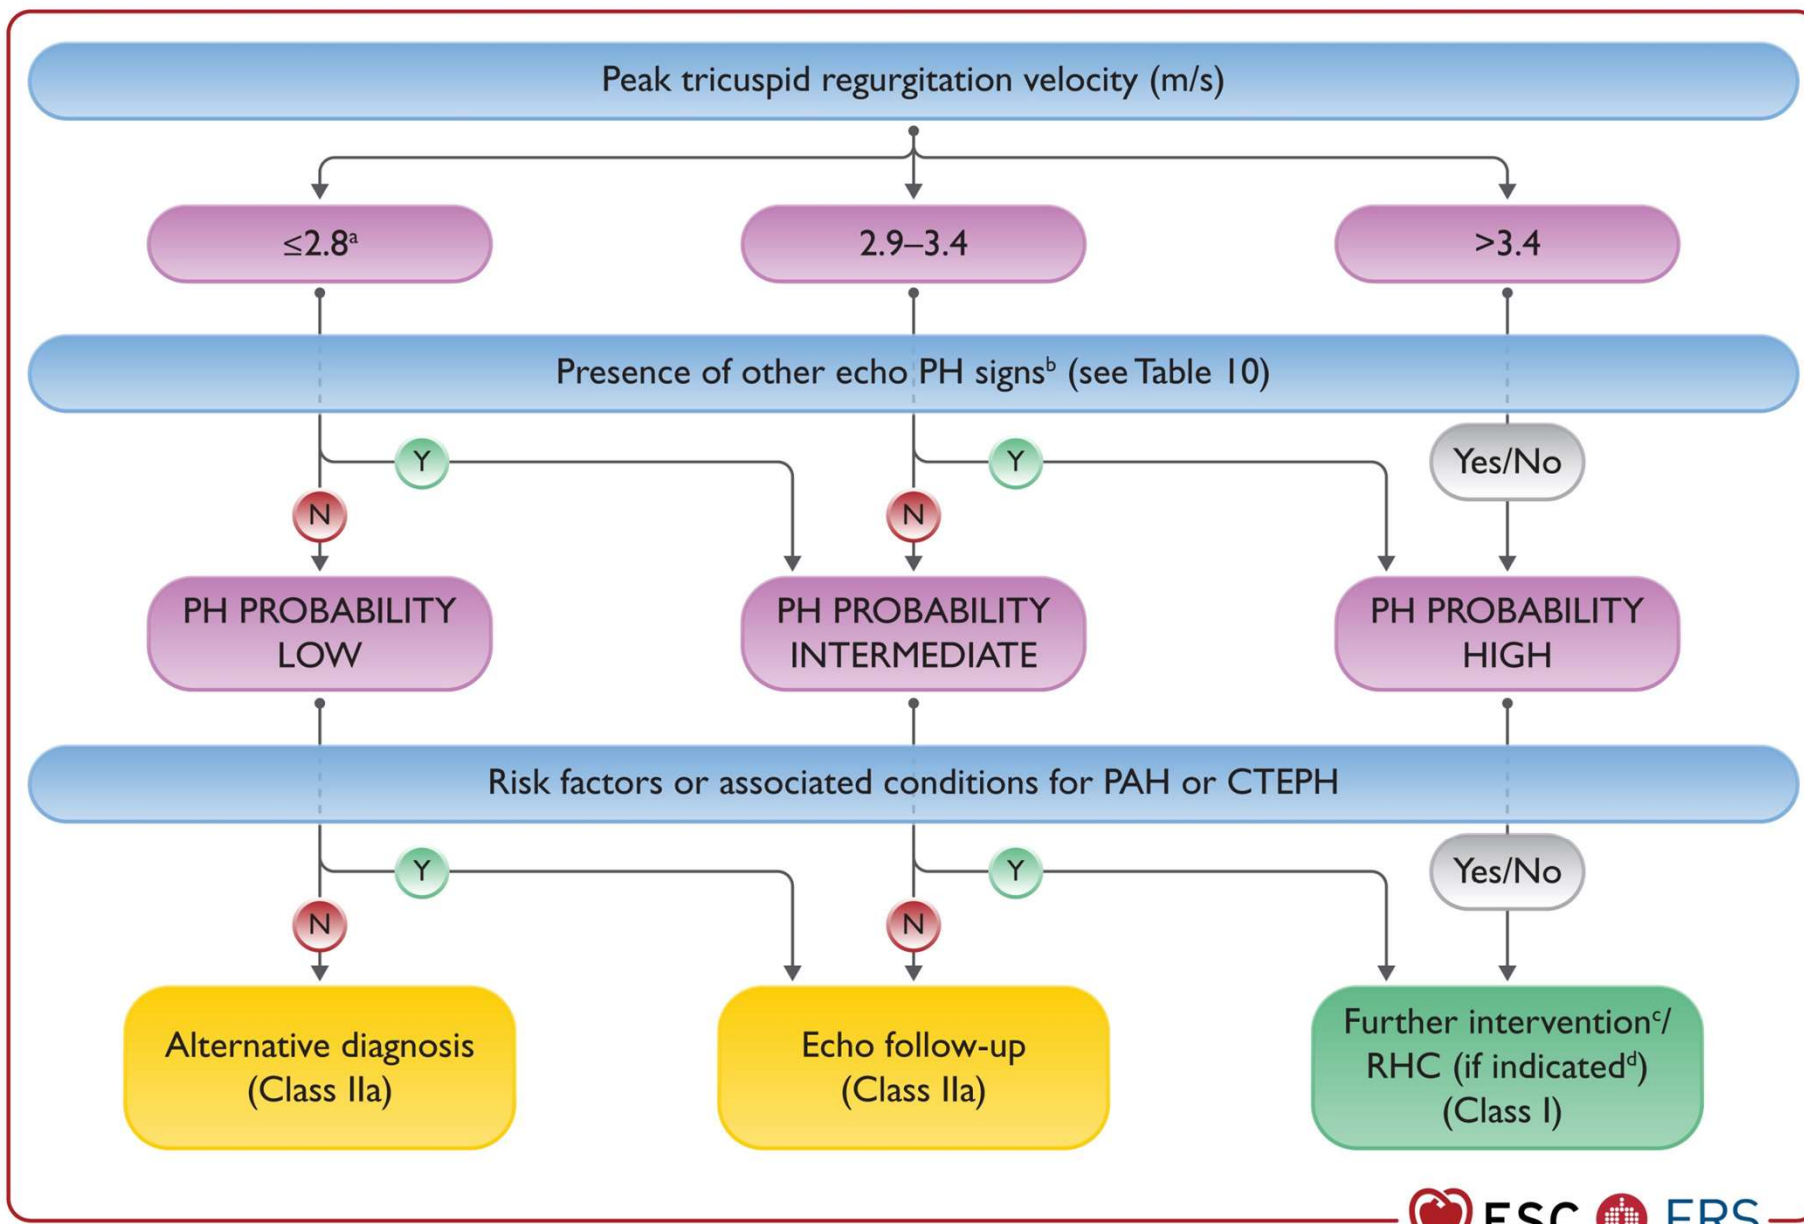 Peak tricuspid regurgitation velocity (m/s)
≤2.8ᵃ
2.9–3.4
>3.4
Presence of other echo PH signsᵇ (see Table 10)
Y
Y
Yes/No
N
N
PH PROBABILITY
LOW
PH PROBABILITY
INTERMEDIATE
PH PROBABILITY
HIGH
Risk factors or associated conditions for PAH or CTEPH
Y
Y
Yes/No
N
N
Alternative diagnosis
(Class IIa)
Echo follow-up
(Class IIa)
Further interventionᶜ/
RHC (if indicatedᵈ)
(Class I)
ESC ERS